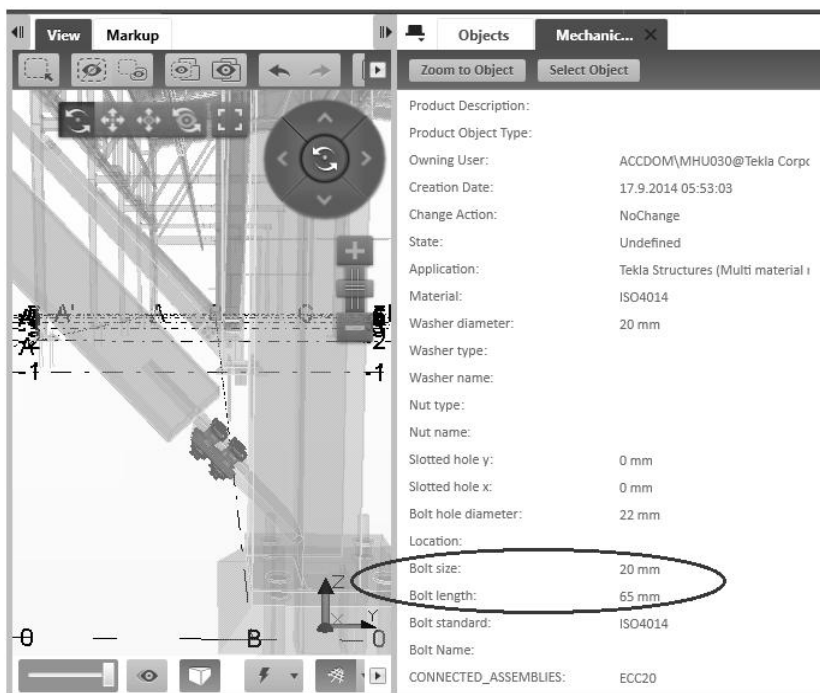 View Markup
Objects Mechanic... ×
Zoom to Object Select Object
Product Description:
Product Object Type:
Owning User: ACCDOM\MHU030@Tekla Corpo
Creation Date: 17.9.2014 05:53:03
Change Action: NoChange
State: Undefined
Application: Tekla Structures (Multi material
Material: ISO4014
Washer diameter: 20 mm
Washer type:
Washer name:
Nut type:
Nut name:
Slotted hole y: 0 mm
Slotted hole x: 0 mm
Bolt hole diameter: 22 mm
Location:
Bolt size: 20 mm
Bolt length: 65 mm
Bolt standard: ISO4014
Bolt Name:
CONNECTED_ASSEMBLIES: ECC20
A' A C
2
-1 -1
Z
X Y
0 B 0